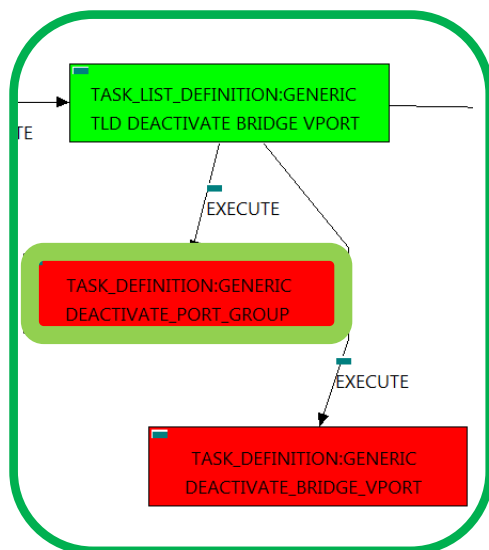 TASK_LIST_DEFINITION:GENERIC
TLD DEACTIVATE BRIDGE VPORT
TE
EXECUTE
TASK_DEFINITION:GENERIC
DEACTIVATE_PORT_GROUP
EXECUTE
TASK_DEFINITION:GENERIC
DEACTIVATE_BRIDGE_VPORT